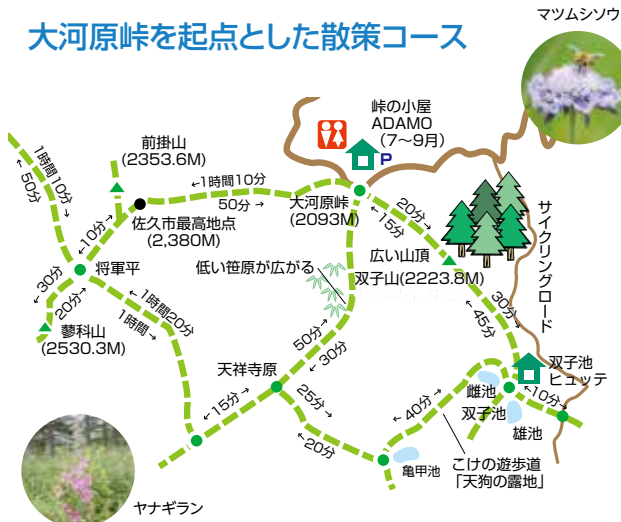 大河原峠を起点とした散策コース
マツムシソウ
峠の小屋
ADAMO
(7〜9月)
P
前掛山
(2353.6M)
1時間10分→
←50分
←1時間10分
50分→
大河原峠
(2093M)
佐久市最高地点
(2,380M)
←10分→
20分→
←15分
広い山頂
双子山(2223.8M)
サイクリングロード
低い笹原が広がる
将軍平
←30分
20分→
←1時間20分
1時間→
蓼科山
(2530.3M)
30分→
←45分
50分→
←30分
双子池
ヒュッテ
天祥寺原
雌池
双子池
←10分→
雄池
←15分→
25分→
←20分
←40分→
亀甲池
こけの遊歩道
「天狗の露地」
ヤナギラン